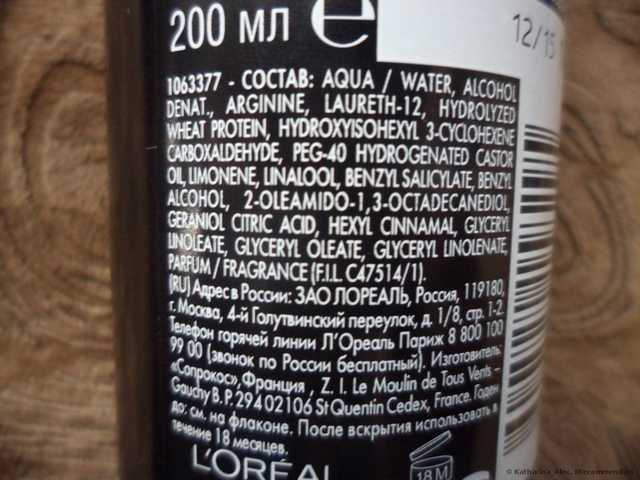 200 МЛ ℮
12/15
1063377 - СОСТАВ: AQUA / WATER, ALCOHOL
DENAT., ARGININE, LAURETH-12, HYDROLYZED
WHEAT PROTEIN, HYDROXYISOHEXYL 3-CYCLOHEXENE
CARBOXALDEHYDE, PEG-40 HYDROGENATED CASTOR
OIL, LIMONENE, LINALOOL, BENZYL SALICYLATE, BENZYL
ALCOHOL, 2-OLEAMIDO-1,3-OCTADECANEDIOL,
GERANIOL CITRIC ACID, HEXYL CINNAMAL, GLYCERYL
LINOLEATE, GLYCERYL OLEATE, GLYCERYL LINOLENATE,
PARFUM / FRAGRANCE (F.I.L. C47514/1).
(RU) Адрес в России: ЗАО ЛОРЕАЛЬ, Россия, 119180,
г. Москва, 4-й Голутвинский переулок, д. 1/8, стр. 1-2.
Телефон горячей линии Л'Ореаль Париж 8 800 100
99 00 (звонок по России бесплатный). Изготовитель:
«Сопрокос», Франция, Z. I. Le Moulin de Tous Vents –
Gauchy B. P. 294 02106 St Quentin Cedex, France. Годен
до: см. на флаконе. После вскрытия использовать в
течение 18 месяцев.
L'ORÉAL
18 M
© Katharina_Alec, IRecommend.ru